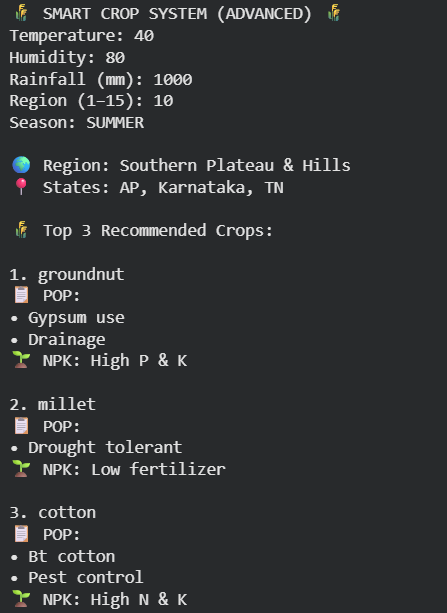 🌾 SMART CROP SYSTEM (ADVANCED) 🌾
Temperature: 40
Humidity: 80
Rainfall (mm): 1000
Region (1–15): 10
Season: SUMMER
🌍 Region: Southern Plateau & Hills
📍 States: AP, Karnataka, TN
🌾 Top 3 Recommended Crops:
1. groundnut
📋 POP:
• Gypsum use
• Drainage
🌱 NPK: High P & K
2. millet
📋 POP:
• Drought tolerant
🌱 NPK: Low fertilizer
3. cotton
📋 POP:
• Bt cotton
• Pest control
🌱 NPK: High N & K